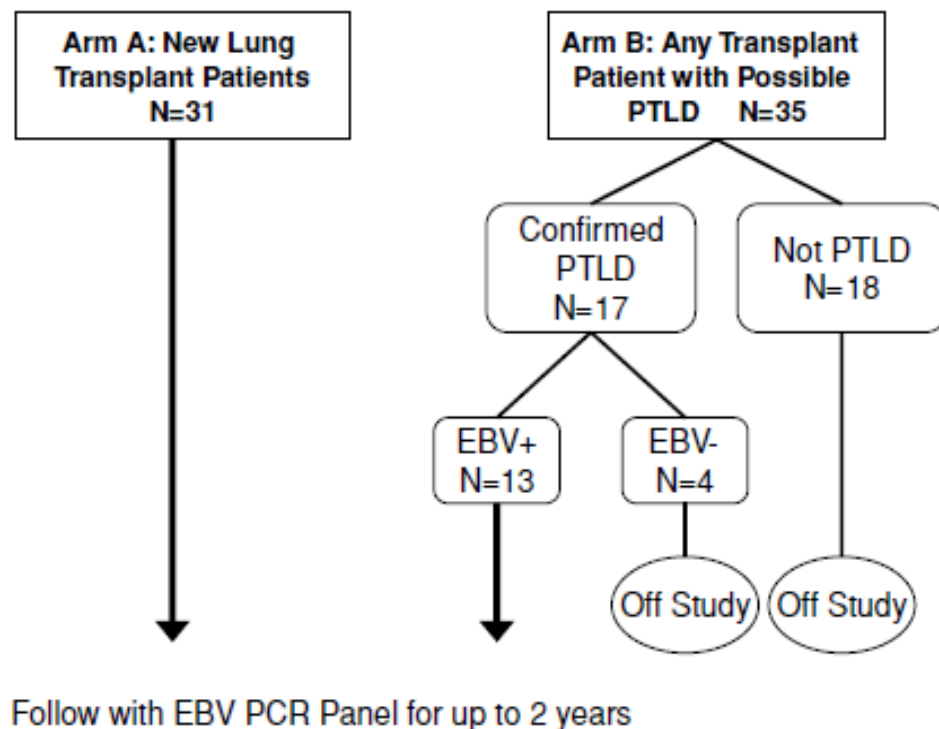 Arm A: New Lung
Transplant Patients
N=31
Arm B: Any Transplant
Patient with Possible
PTLD N=35
Confirmed
PTLD
N=17
Not PTLD
N=18
EBV+
N=13
EBV-
N=4
Off Study
Off Study
Follow with EBV PCR Panel for up to 2 years